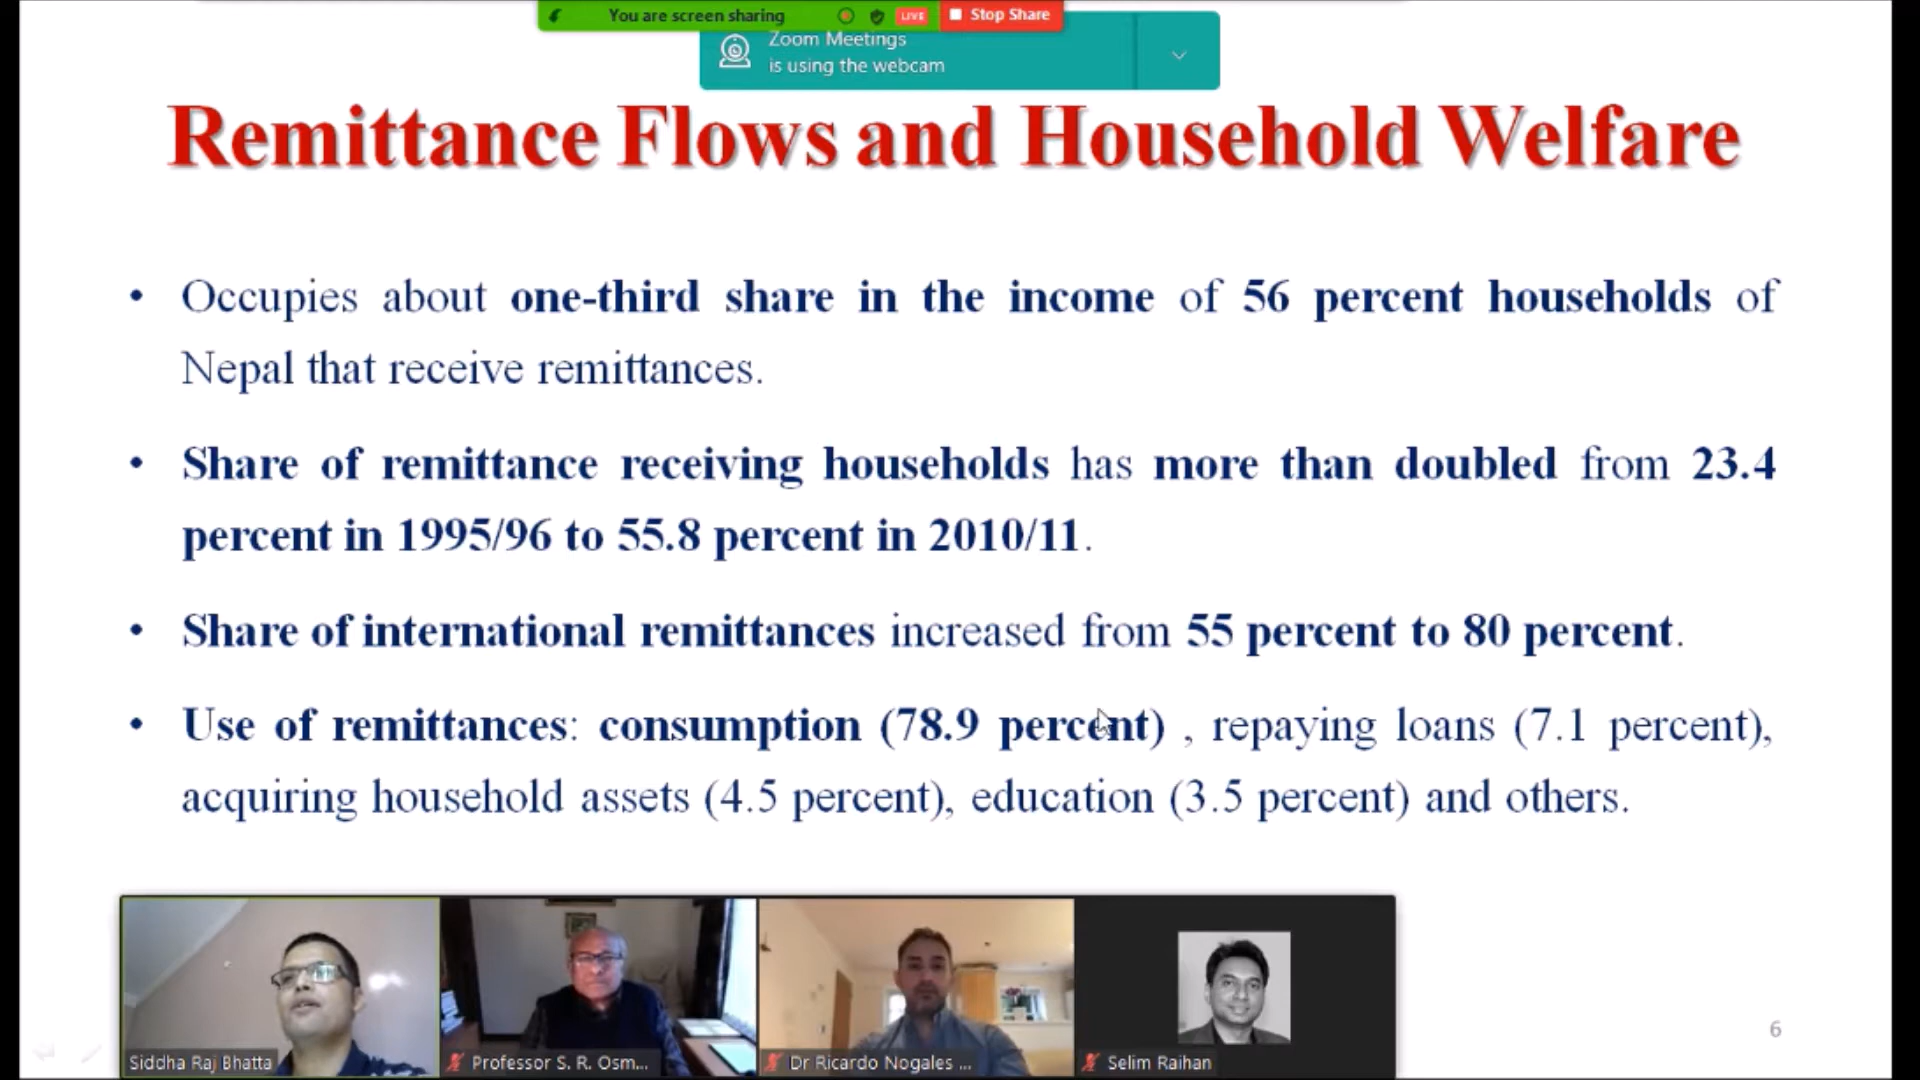 You are screen sharing LIVE Stop Share
Zoom Meetings
is using the webcam
Remittance Flows and Household Welfare
• Occupies about one-third share in the income of 56 percent households of
Nepal that receive remittances.
• Share of remittance receiving households has more than doubled from 23.4
percent in 1995/96 to 55.8 percent in 2010/11.
• Share of international remittances increased from 55 percent to 80 percent.
• Use of remittances: consumption (78.9 percent) , repaying loans (7.1 percent),
acquiring household assets (4.5 percent), education (3.5 percent) and others.
6
Siddha Raj Bhatta
Professor S. R. Osm...
Dr Ricardo Nogales ...
Selim Raihan